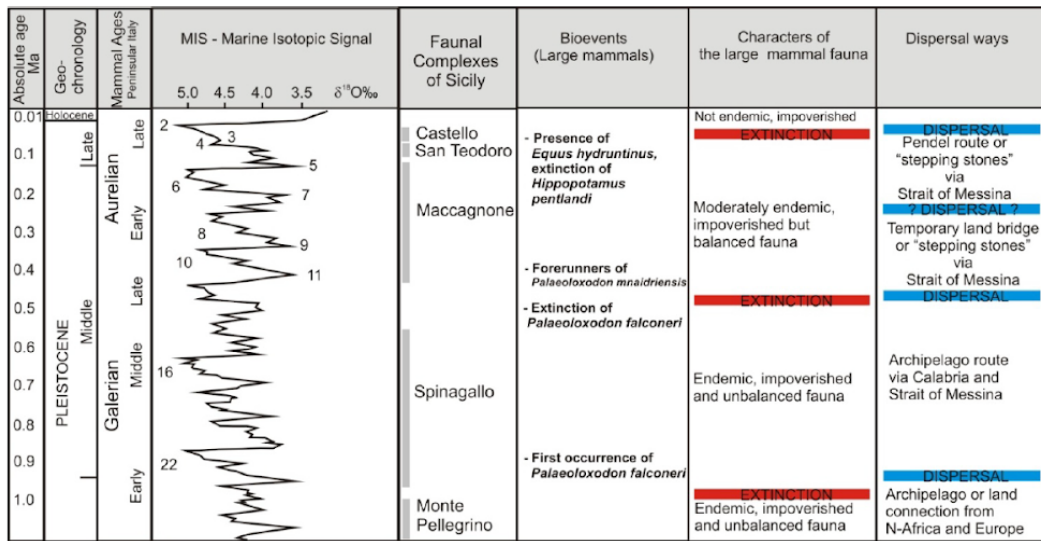 Absolute age
Ma
Geo-
chronology
Mammal Ages
Peninsular Italy
MIS - Marine Isotopic Signal
5.0 4.5 4.0 3.5 δ¹⁸O‰
Faunal
Complexes
of Sicily
Bioevents
(Large mammals)
Characters of
the large mammal fauna
Dispersal ways
0.01
0.1
0.2
0.3
0.4
0.5
0.6
0.7
0.8
0.9
1.0
Holocene
Late
Middle
PLEISTOCENE
Late
Early
Aurelian
Late
Middle
Early
Galerian
2
3
4
5
6
7
8
9
10
11
16
22
Castello
San Teodoro
Maccagnone
Spinagallo
Monte
Pellegrino
- Presence of
Equus hydruntinus,
extinction of
Hippopotamus
pentlandi
- Forerunners of
Palaeoloxodon mnaidriensis
- Extinction of
Palaeoloxodon falconeri
- First occurrence of
Palaeoloxodon falconeri
Not endemic, impoverished
EXTINCTION
Moderately endemic,
impoverished but
balanced fauna
EXTINCTION
Endemic, impoverished
and unbalanced fauna
EXTINCTION
Endemic, impoverished
and unbalanced fauna
DISPERSAL
Pendel route or
“stepping stones”
via
Strait of Messina
? DISPERSAL ?
Temporary land bridge
or “stepping stones”
via
Strait of Messina
DISPERSAL
Archipelago route
via Calabria and
Strait of Messina
DISPERSAL
Archipelago or land
connection from
N-Africa and Europe